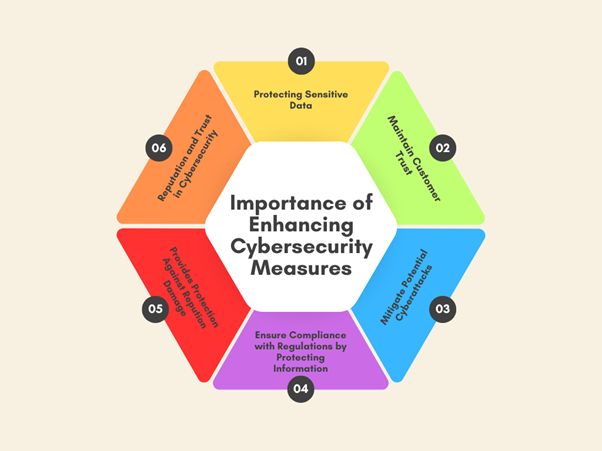 01
Protecting Sensitive
Data
02
Maintain Customer
Trust
03
Mitigate Potential
Cyberattacks
04
Ensure Compliance
with Regulations by
Protecting
Information
05
Provides Protection
Against Repution
Damage
06
Reputation and Trust
in Cybersecurity
Importance of
Enhancing
Cybersecurity
Measures